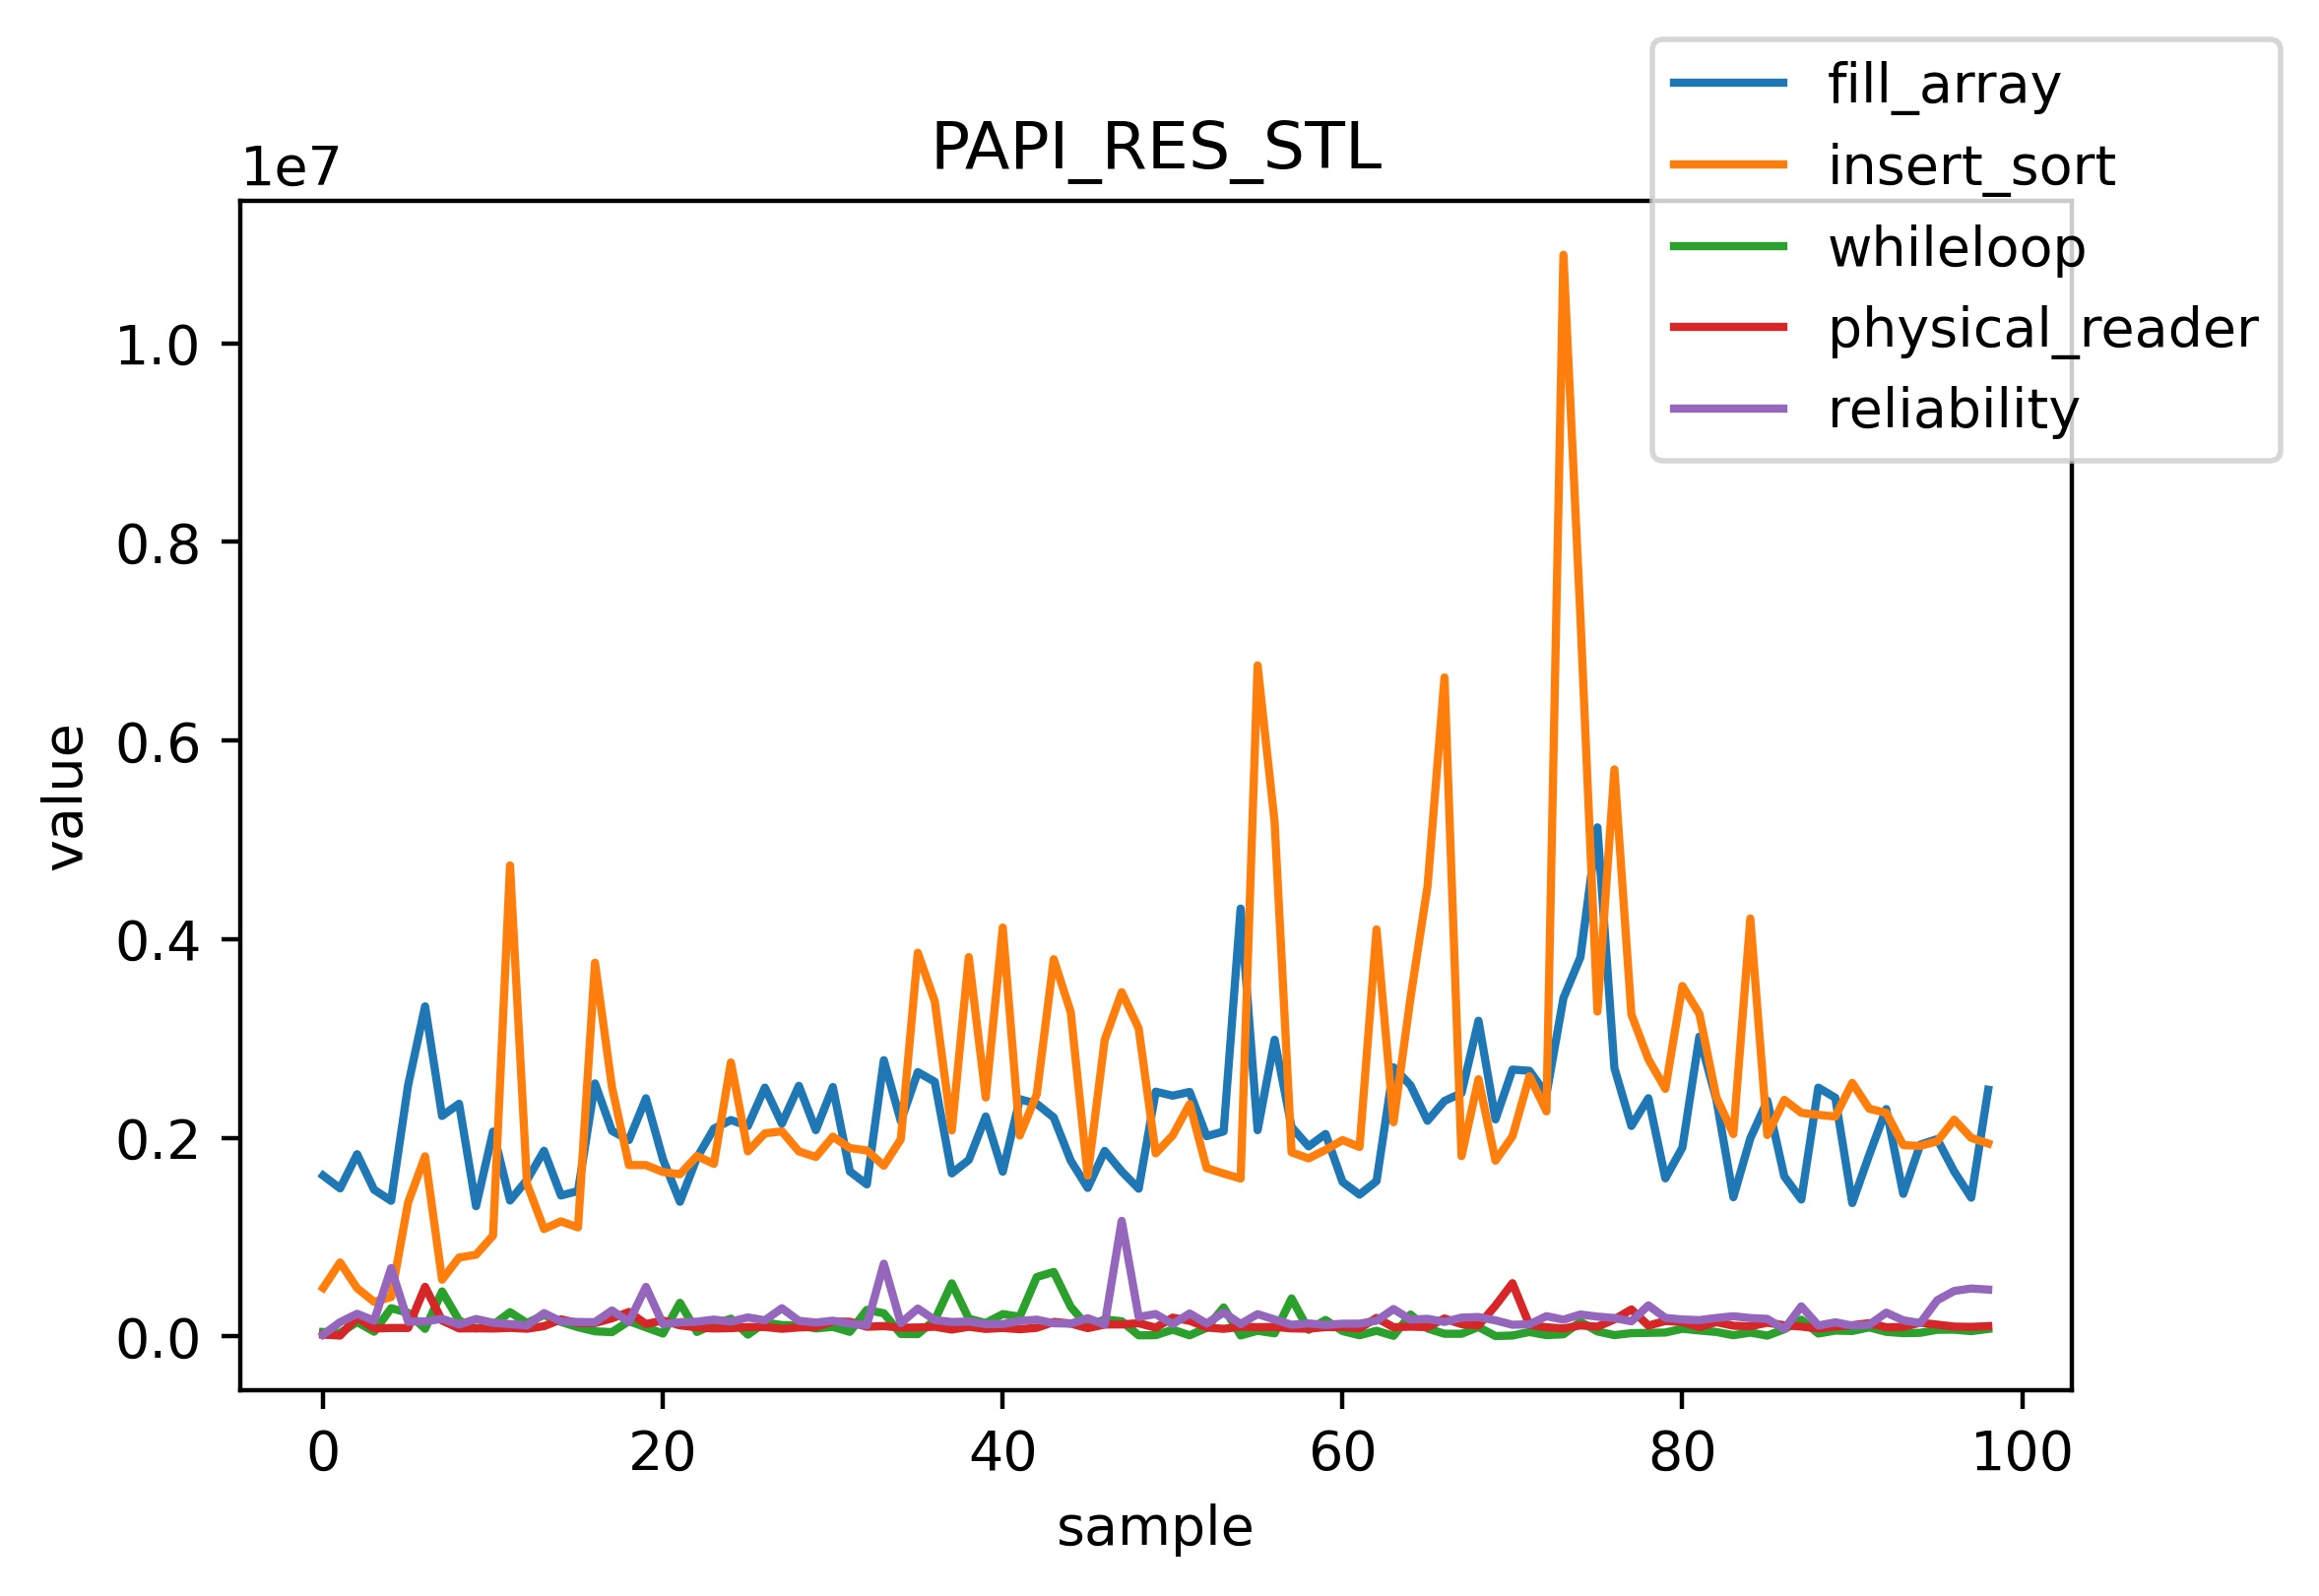 PAPI_RES_STL
1e7
fill_array
insert_sort
whileloop
physical_reader
reliability
1.0
0.8
0.6
0.4
0.2
0.0
value
0 20 40 60 80 100
sample